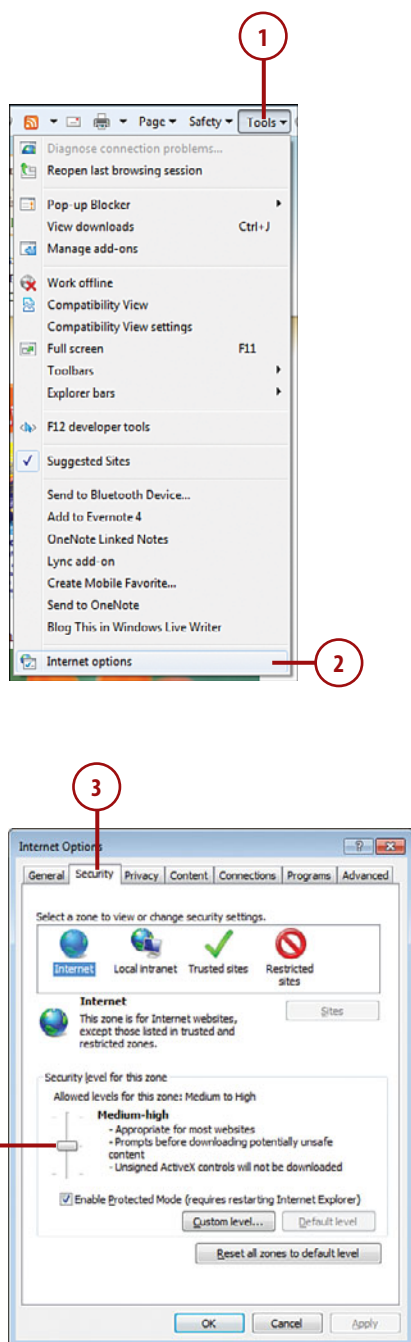 1
Page Safety Tools
Diagnose connection problems...
Reopen last browsing session
Pop-up Blocker
View downloads Ctrl+J
Manage add-ons
Work offline
Compatibility View
Compatibility View settings
Full screen F11
Toolbars
Explorer bars
F12 developer tools
Suggested Sites
Send to Bluetooth Device...
Add to Evernote 4
OneNote Linked Notes
Lync add-on
Create Mobile Favorite...
Send to OneNote
Blog This in Windows Live Writer
Internet options
2
3
Internet Options
General Security Privacy Content Connections Programs Advanced
Select a zone to view or change security settings.
Internet Local intranet Trusted sites Restricted
sites
Internet
Sites
This zone is for Internet websites,
except those listed in trusted and
restricted zones.
Security level for this zone
Allowed levels for this zone: Medium to High
Medium-high
- Appropriate for most websites
- Prompts before downloading potentially unsafe
content
- Unsigned ActiveX controls will not be downloaded
Enable Protected Mode (requires restarting Internet Explorer)
Custom level... Default level
Reset all zones to default level
OK Cancel Apply